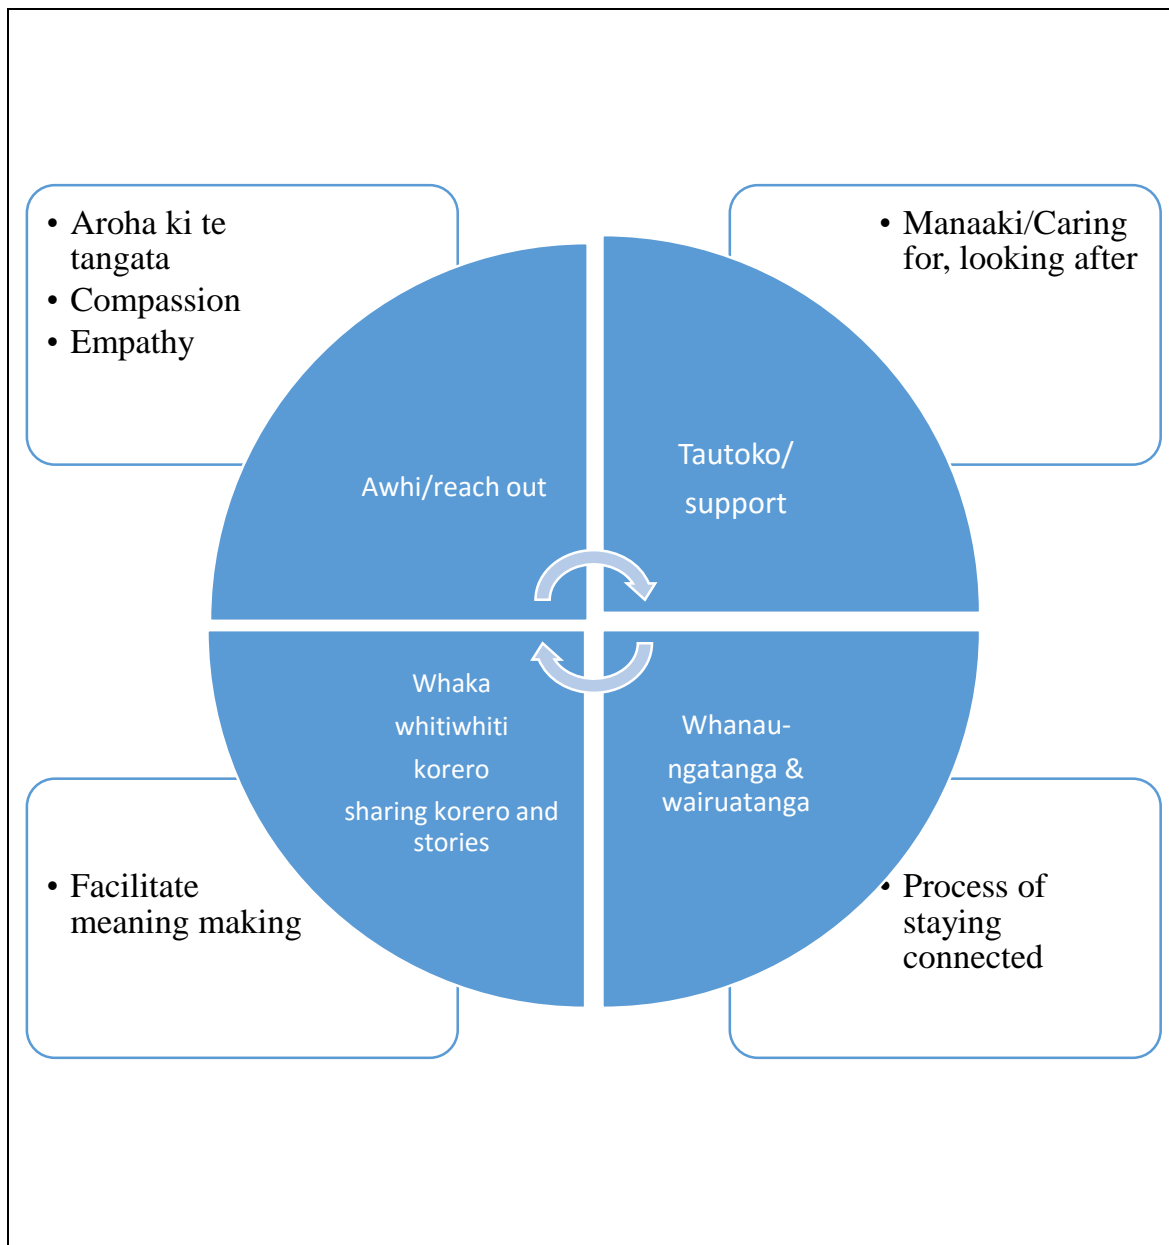 • Aroha ki te
tangata
• Compassion
• Empathy
• Manaaki/Caring
for, looking after
Awhi/reach out
Tautoko/
support
Whaka
whitiwhiti
korero
sharing korero and
stories
Whanau-
ngatanga &
wairuatanga
• Facilitate
meaning making
• Process of
staying
connected